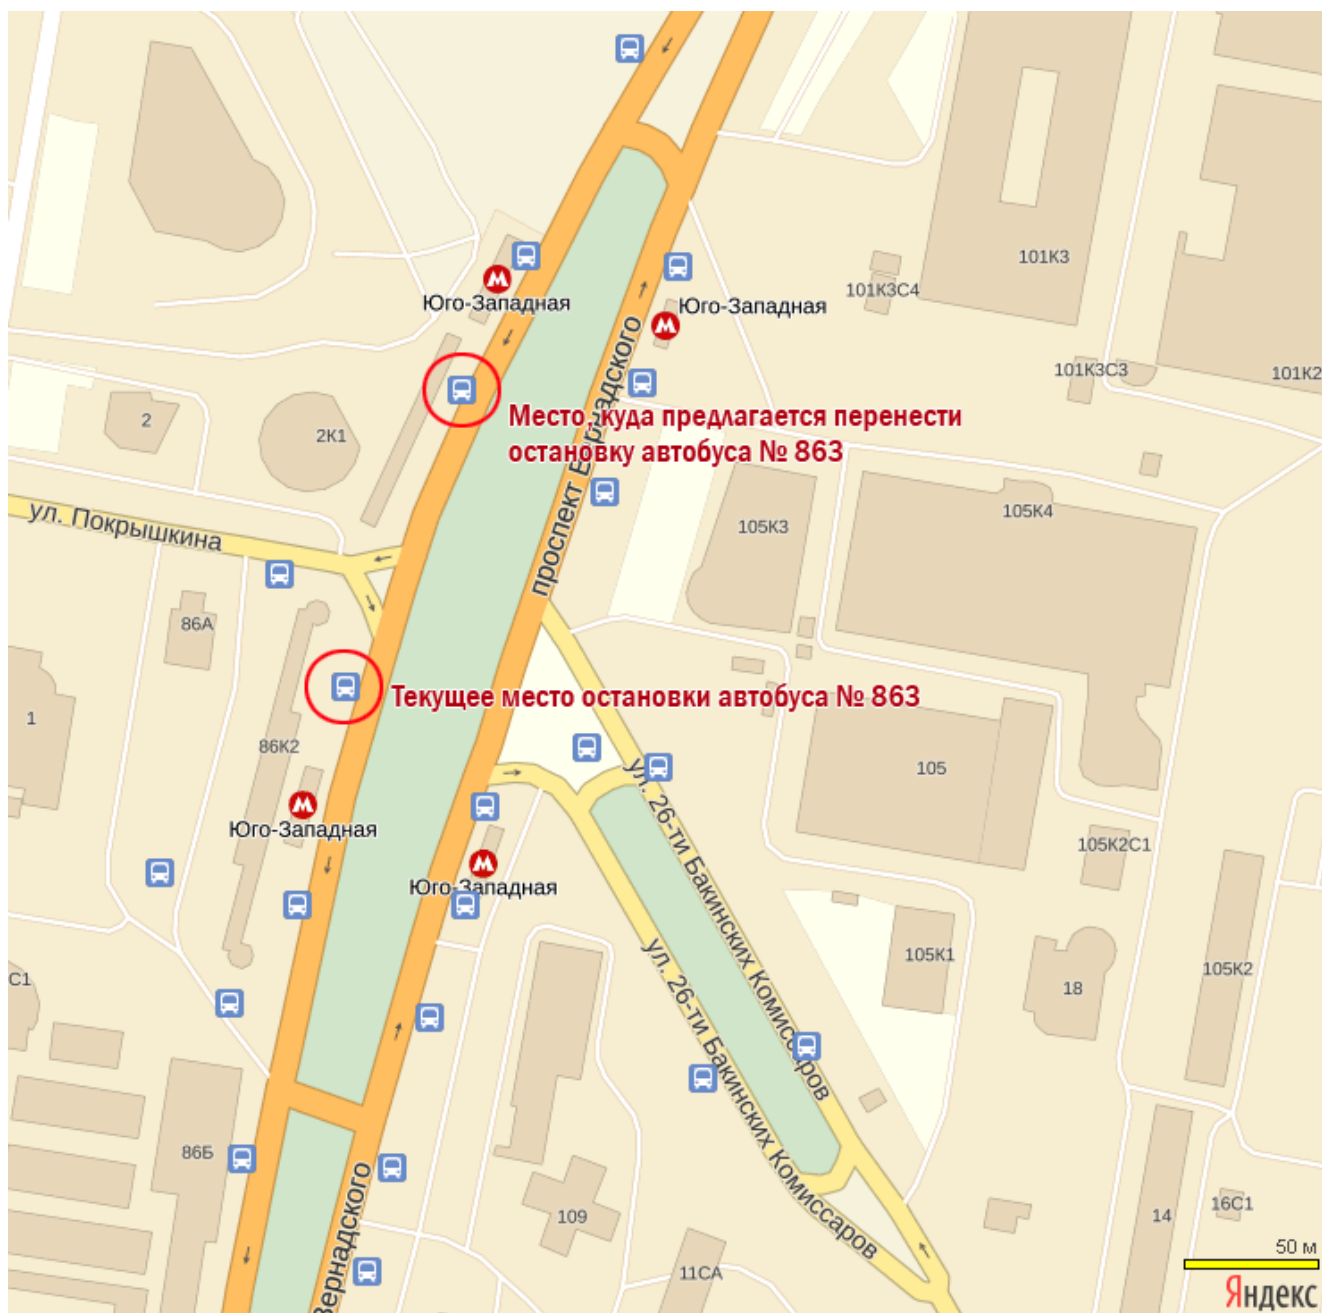 Юго-Западная
Юго-Западная
101К3
101К3С4
101К3С3
101К2
2
2К1
Место, куда предлагается перенести
остановку автобуса № 863
проспект Вернадского
ул. Покрышкина
105К3
105К4
86А
1
Текущее место остановки автобуса № 863
86К2
105
Юго-Западная
Юго-Западная
ул. 26-ти Бакинских Комиссаров
ул. 26-ти Бакинских Комиссаров
105К2С1
105К1
105К2
С1
18
86Б
109
14
16С1
11СА
Вернадского
50 м
Яндекс